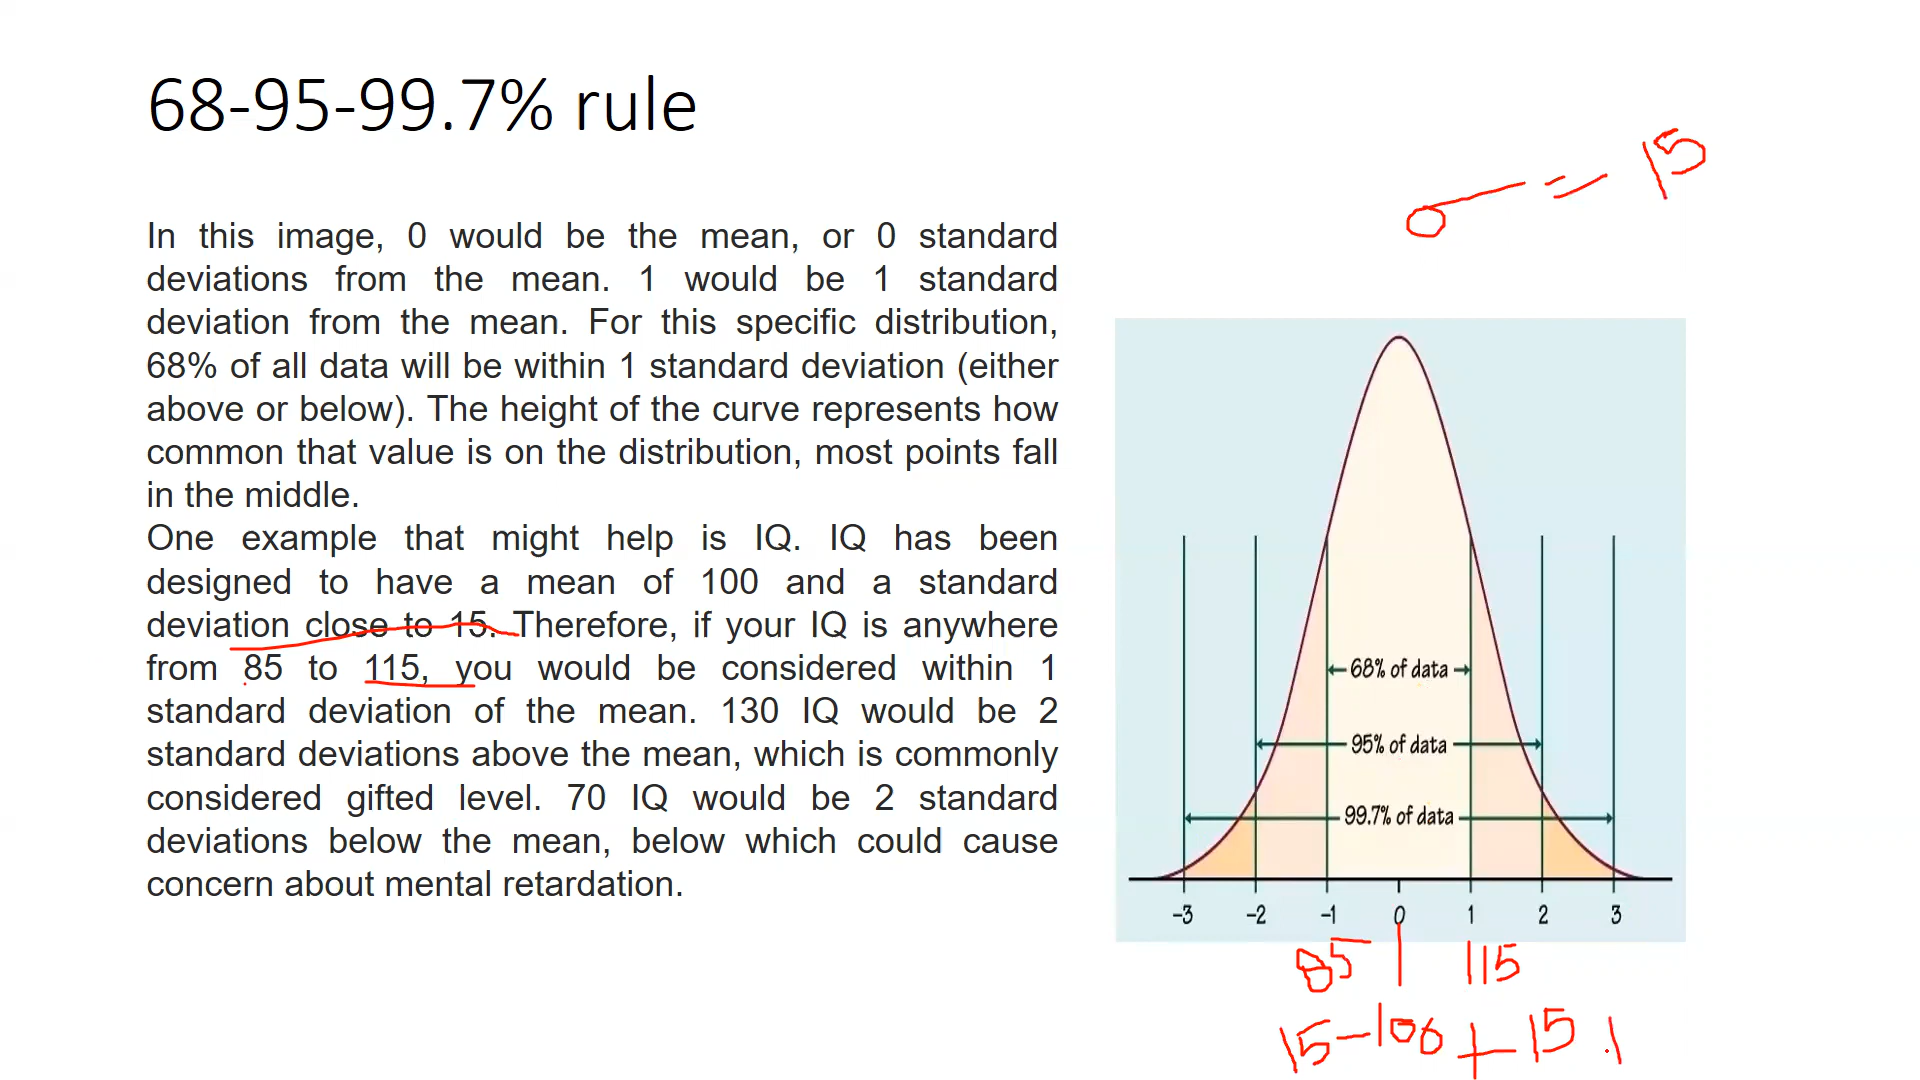 68-95-99.7% rule
σ = 15
In this image, 0 would be the mean, or 0 standard
deviations from the mean. 1 would be 1 standard
deviation from the mean. For this specific distribution,
68% of all data will be within 1 standard deviation (either
above or below). The height of the curve represents how
common that value is on the distribution, most points fall
in the middle.
One example that might help is IQ. IQ has been
designed to have a mean of 100 and a standard
deviation close to 15. Therefore, if your IQ is anywhere
from 85 to 115, you would be considered within 1
standard deviation of the mean. 130 IQ would be 2
standard deviations above the mean, which is commonly
considered gifted level. 70 IQ would be 2 standard
deviations below the mean, below which could cause
concern about mental retardation.
68% of data
95% of data
99.7% of data
-3 -2 -1 0 1 2 3
85 115
15-100+15